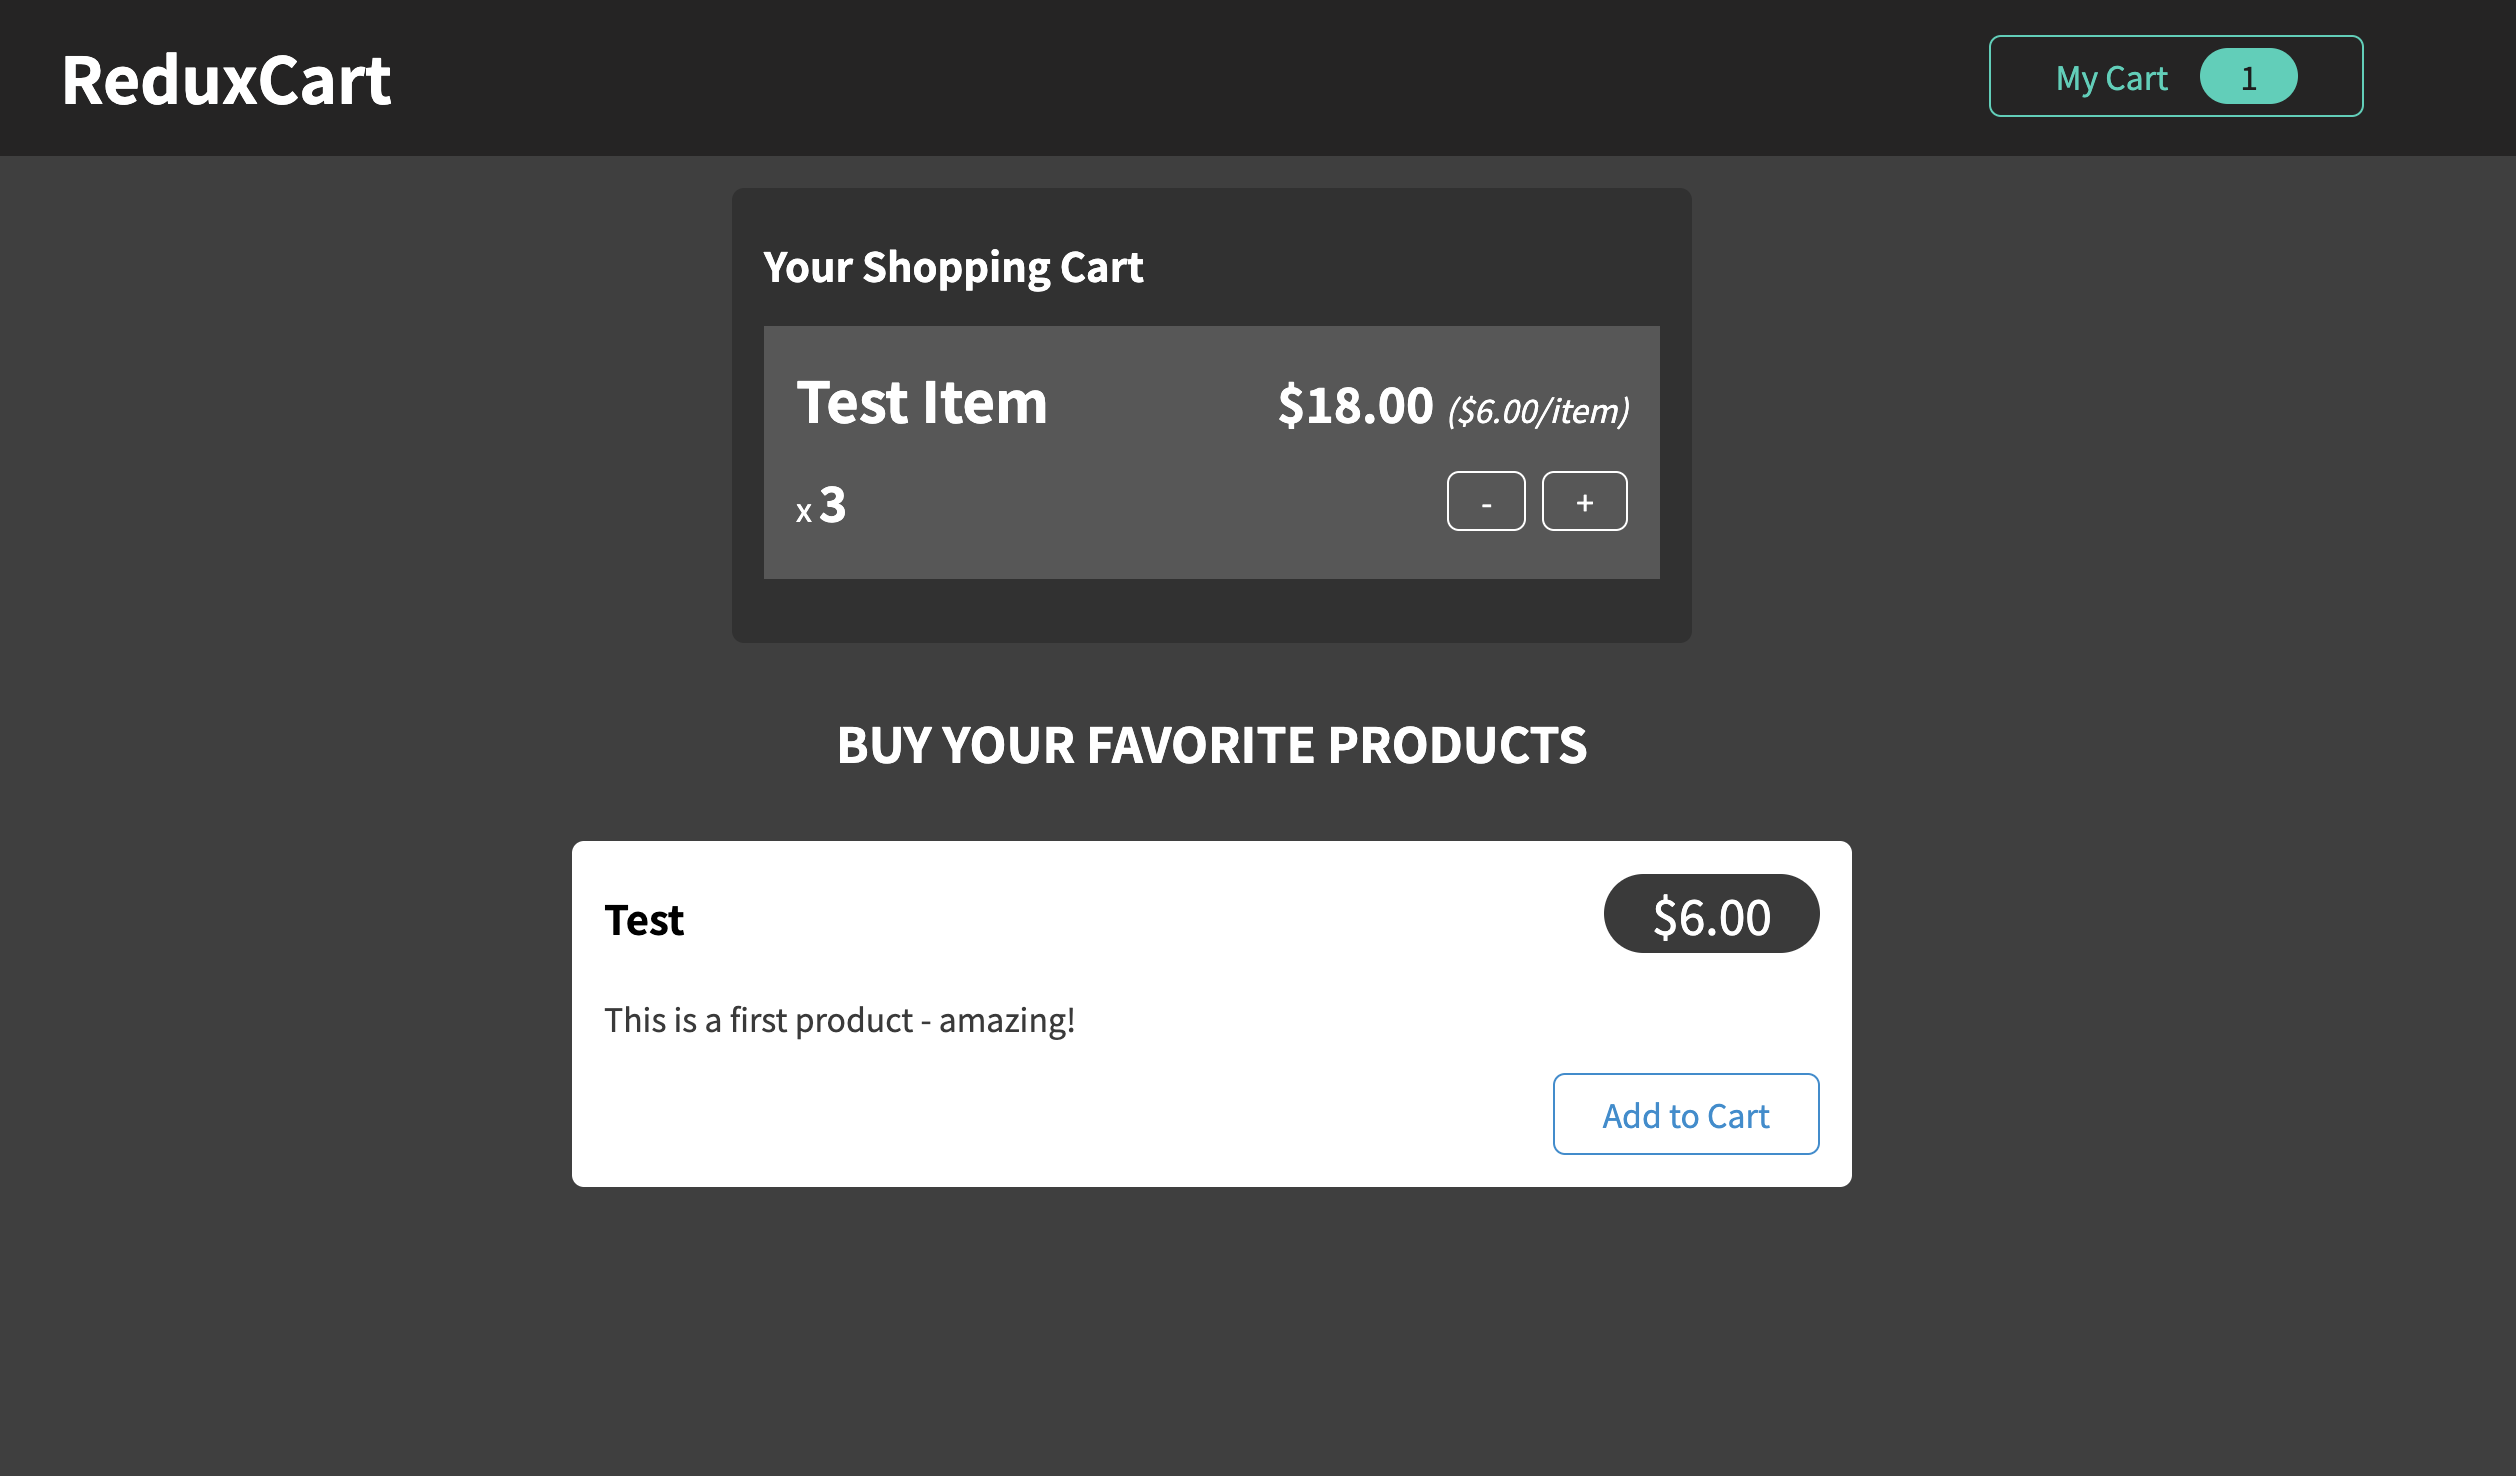 ReduxCart
My Cart 1
Your Shopping Cart
Test Item $18.00 ($6.00/item)
x 3 - +
BUY YOUR FAVORITE PRODUCTS
Test $6.00
This is a first product - amazing!
Add to Cart